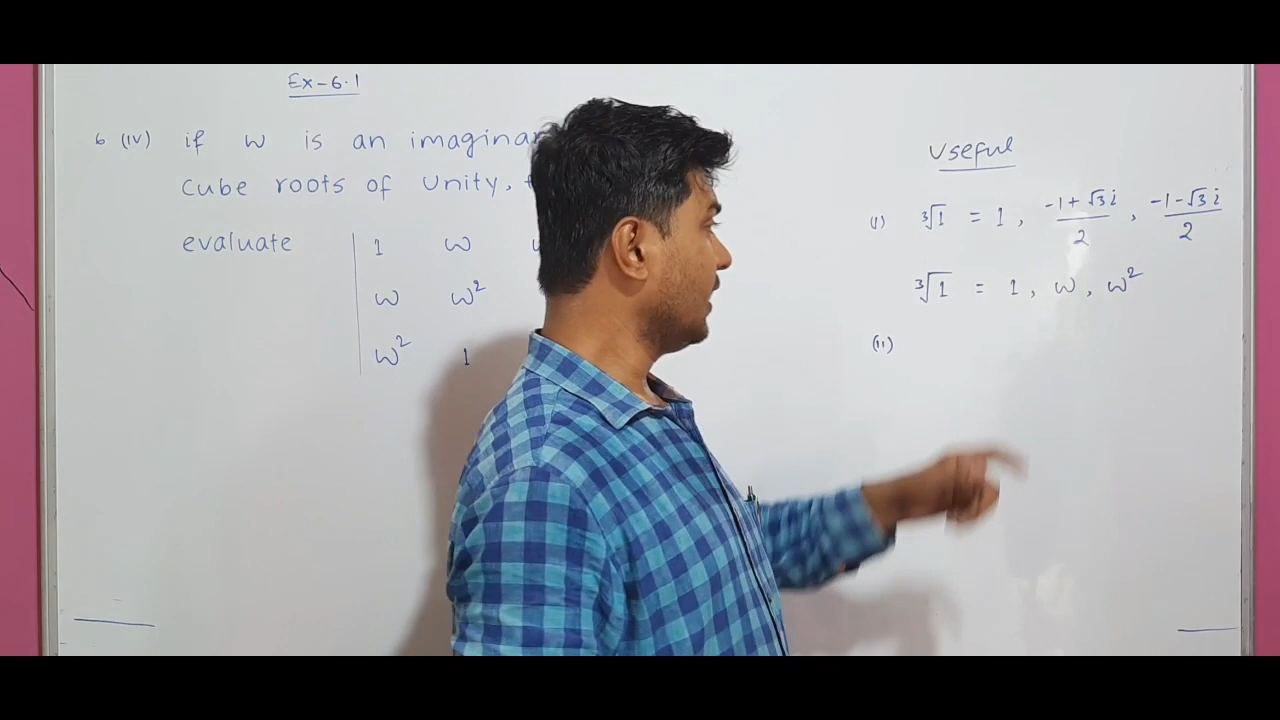 Ex-6.1
6 (iv) if w is an imaginar
cube roots of unity,
evaluate | 1 w
w w²
w² 1
Useful
(i) ∛1 = 1, (-1+√3 i)/2, (-1-√3 i)/2
∛1 = 1, w, w²
(ii)